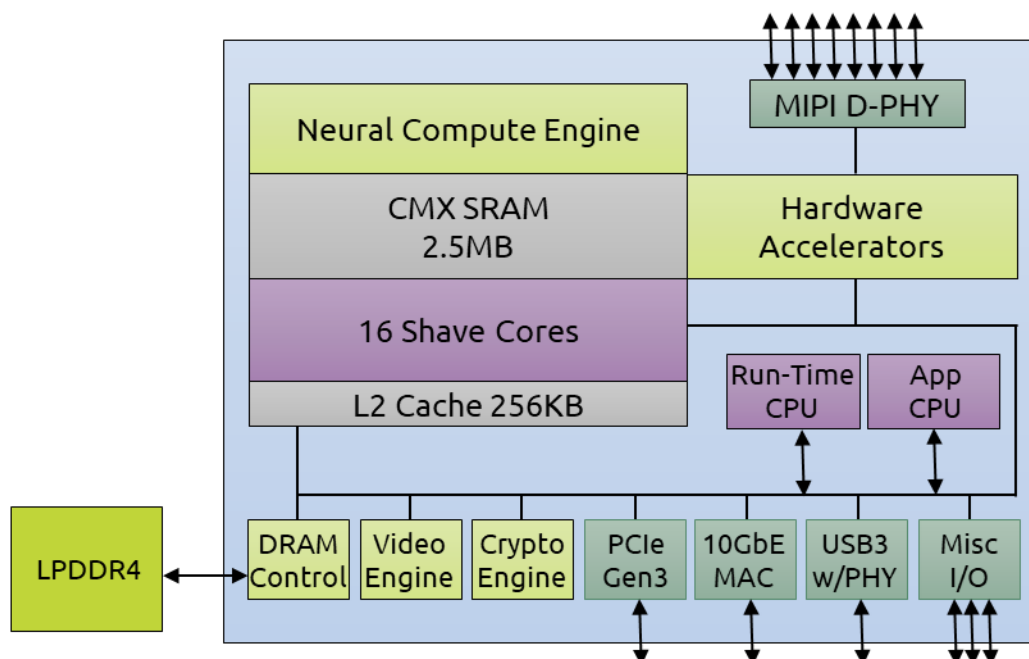 MIPI D-PHY
Neural Compute Engine
CMX SRAM
2.5MB
Hardware
Accelerators
16 Shave Cores
Run-Time
CPU
App
CPU
L2 Cache 256KB
LPDDR4
DRAM
Control
Video
Engine
Crypto
Engine
PCIe
Gen3
10GbE
MAC
USB3
w/PHY
Misc
I/O